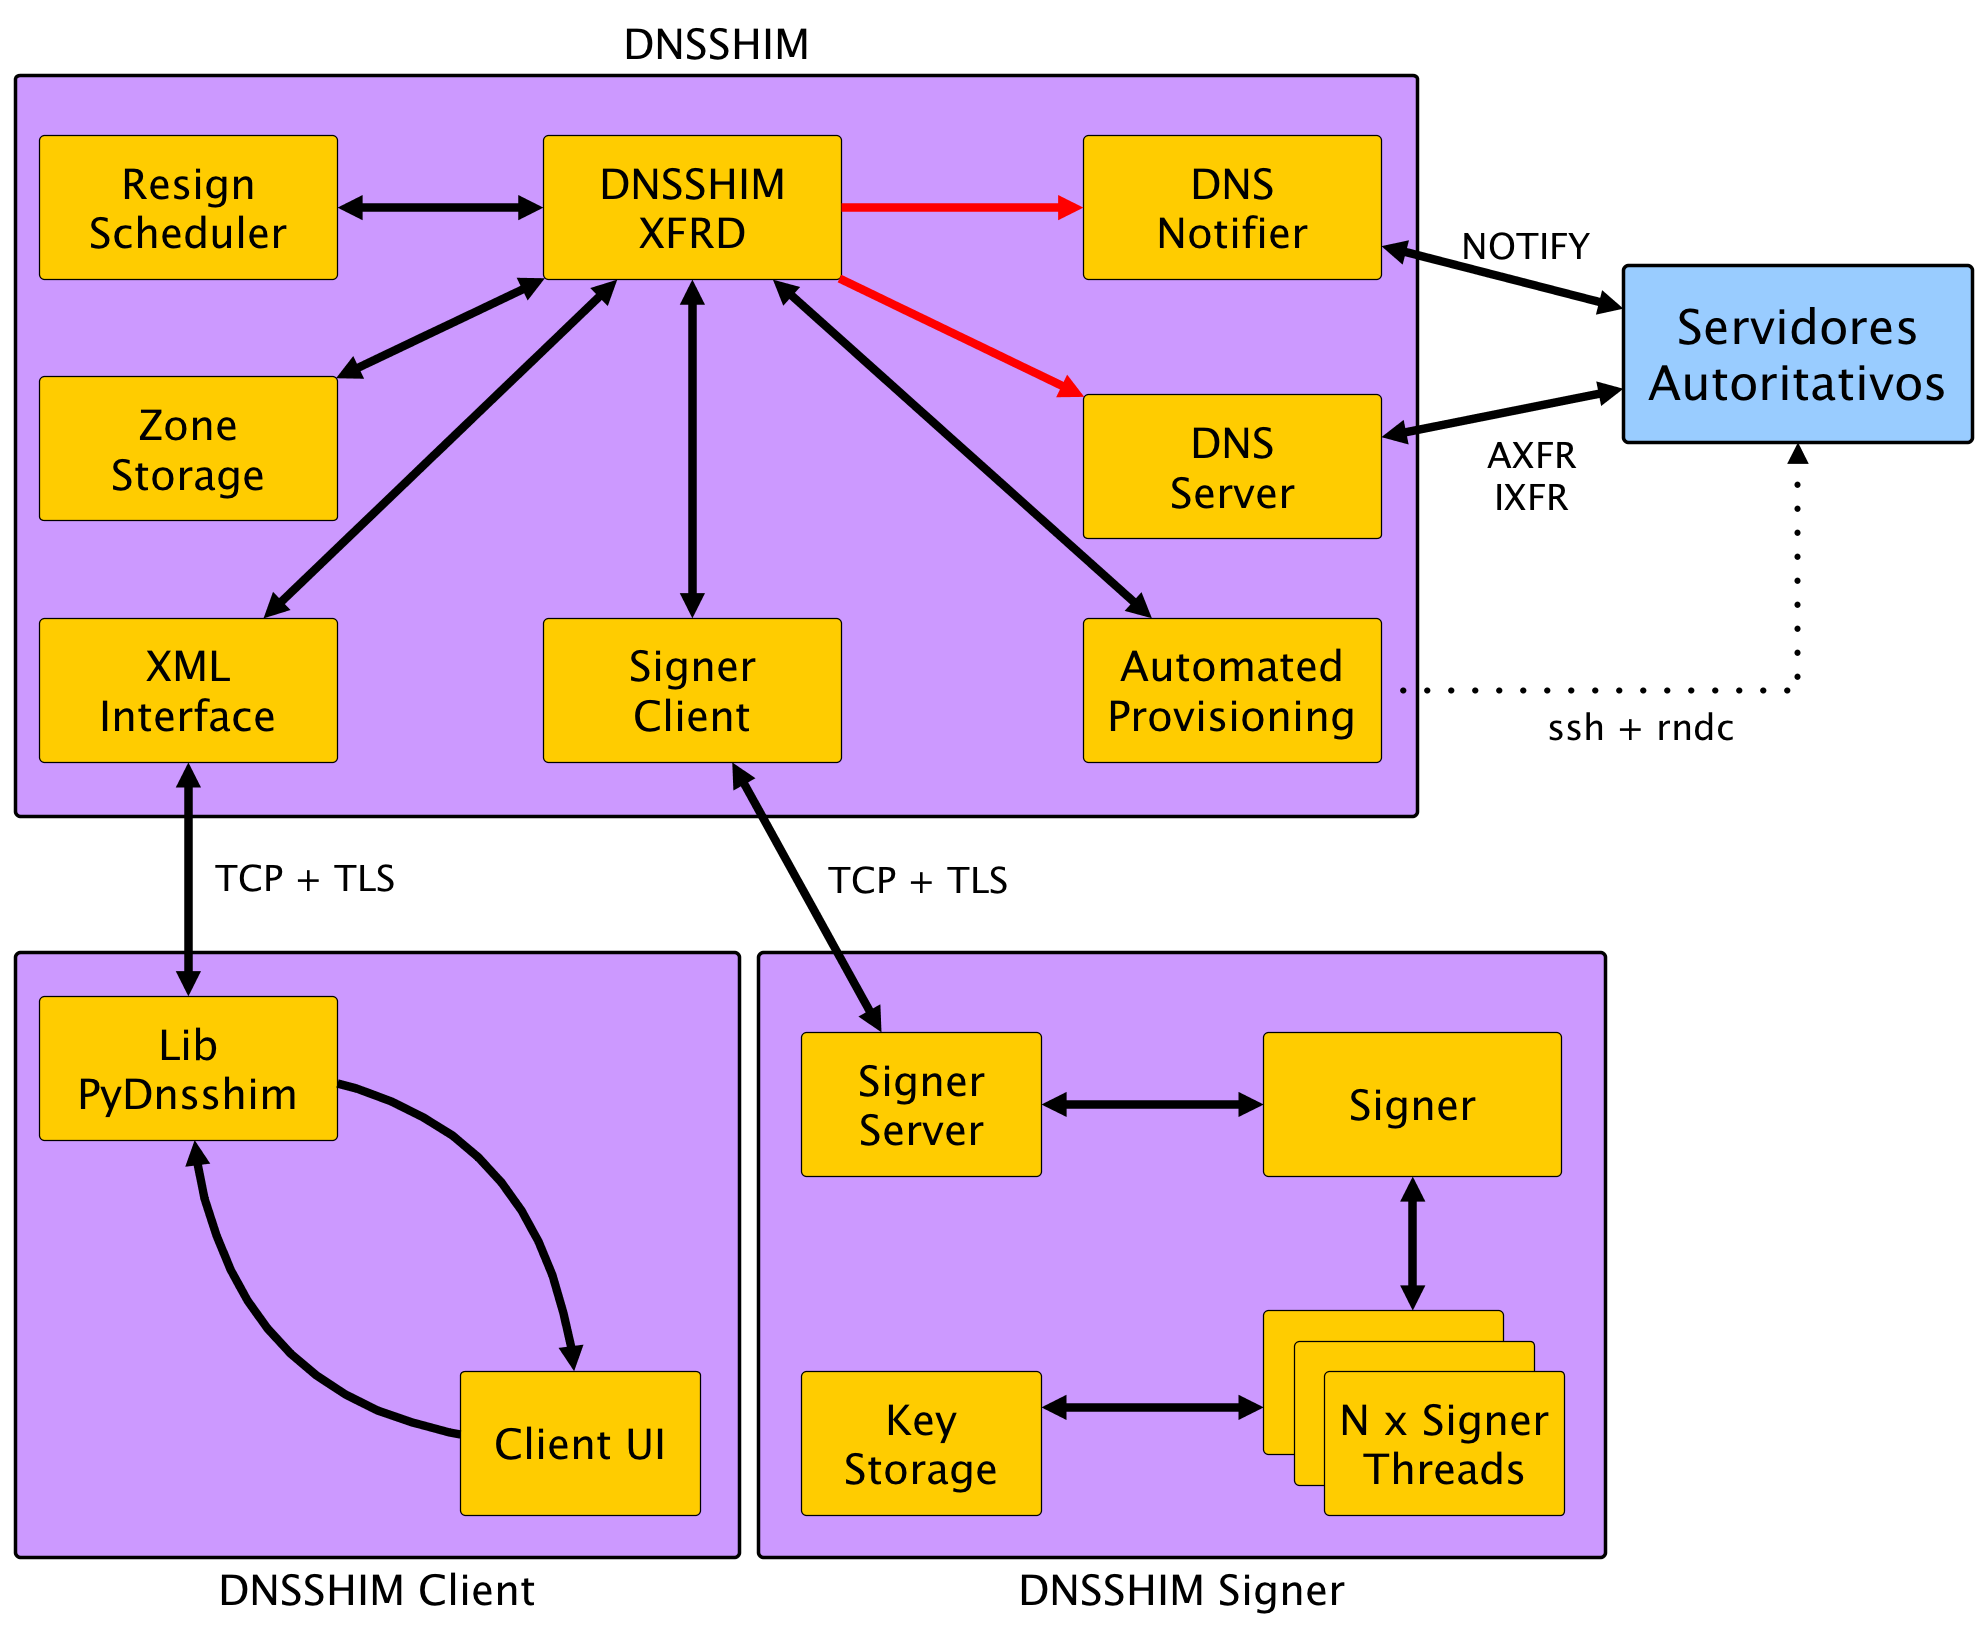 DNSSHIM
Resign
Scheduler
DNSSHIM
XFRD
DNS
Notifier
NOTIFY
Servidores
Autoritativos
Zone
Storage
DNS
Server
AXFR
IXFR
XML
Interface
Signer
Client
Automated
Provisioning
ssh + rndc
TCP + TLS
TCP + TLS
Lib
PyDnsshim
Client UI
DNSSHIM Client
Signer
Server
Signer
Key
Storage
N x Signer
Threads
DNSSHIM Signer